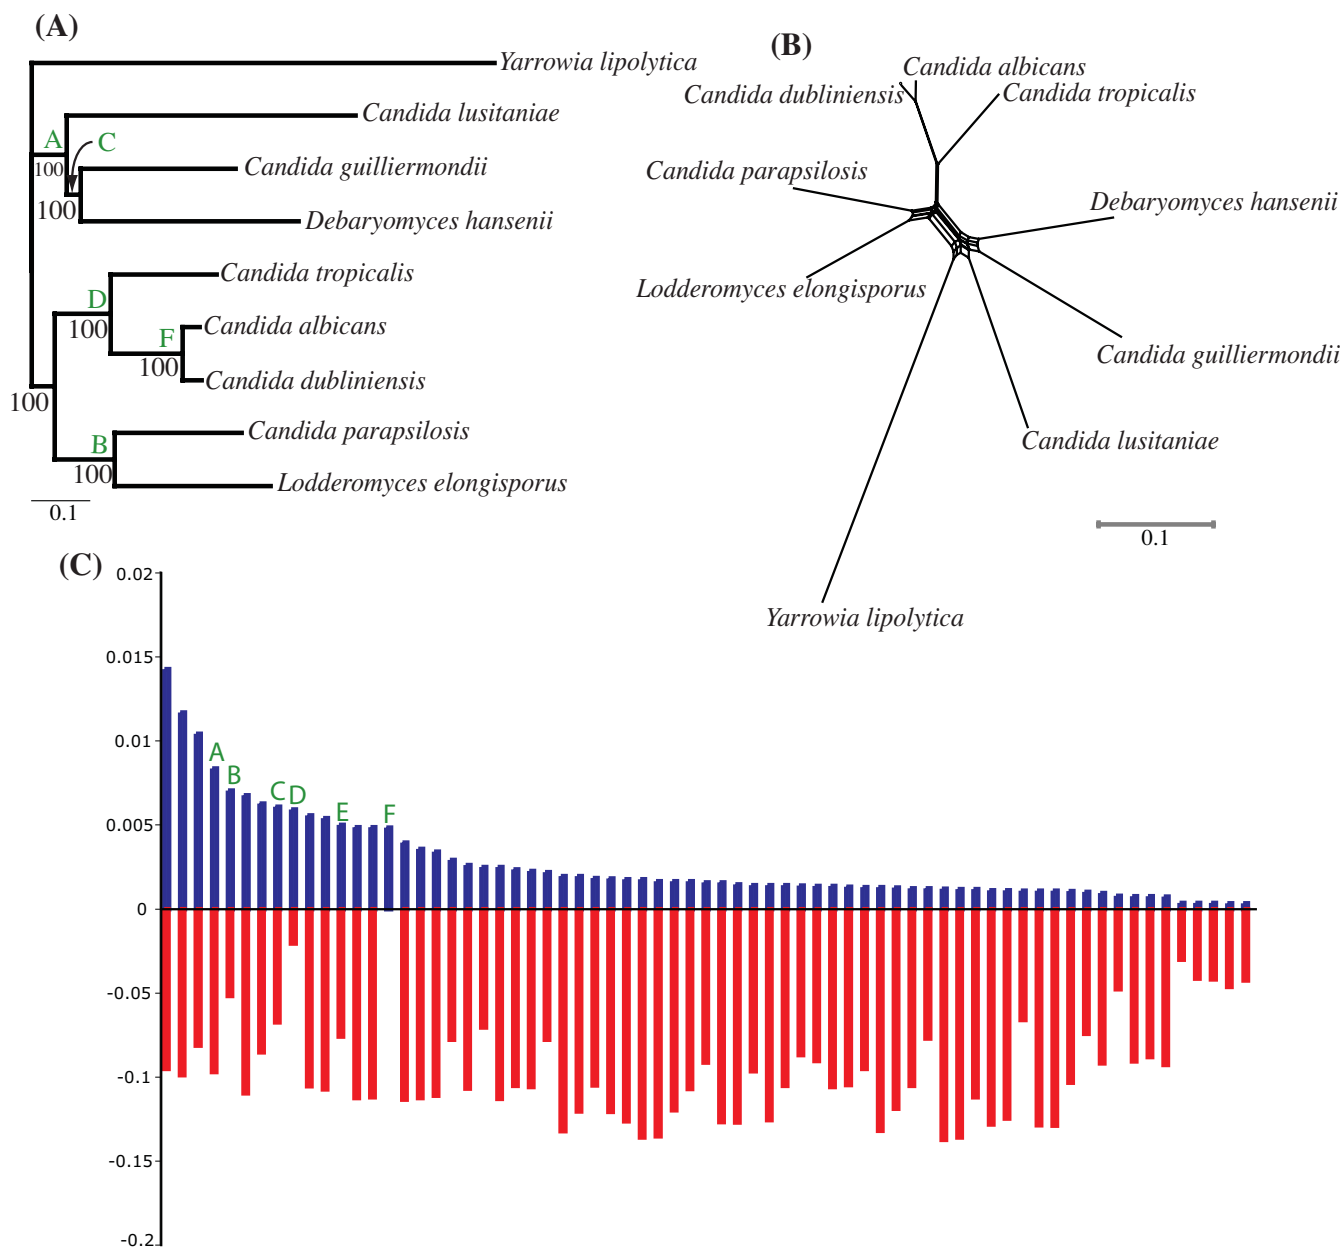 (A)
Yarrowia lipolytica
Candida lusitaniae
A
C
100
Candida guilliermondii
100
Debaryomyces hansenii
Candida tropicalis
D
100
Candida albicans
F
100
Candida dubliniensis
100
Candida parapsilosis
B
100
Lodderomyces elongisporus
0.1
(B)
Candida albicans
Candida dubliniensis
Candida tropicalis
Candida parapsilosis
Debaryomyces hansenii
Lodderomyces elongisporus
Candida guilliermondii
Candida lusitaniae
0.1
Yarrowia lipolytica
(C)
0.02
0.015
0.01
0.005
0
-0.05
-0.1
-0.15
-0.2
A
B
C
D
E
F